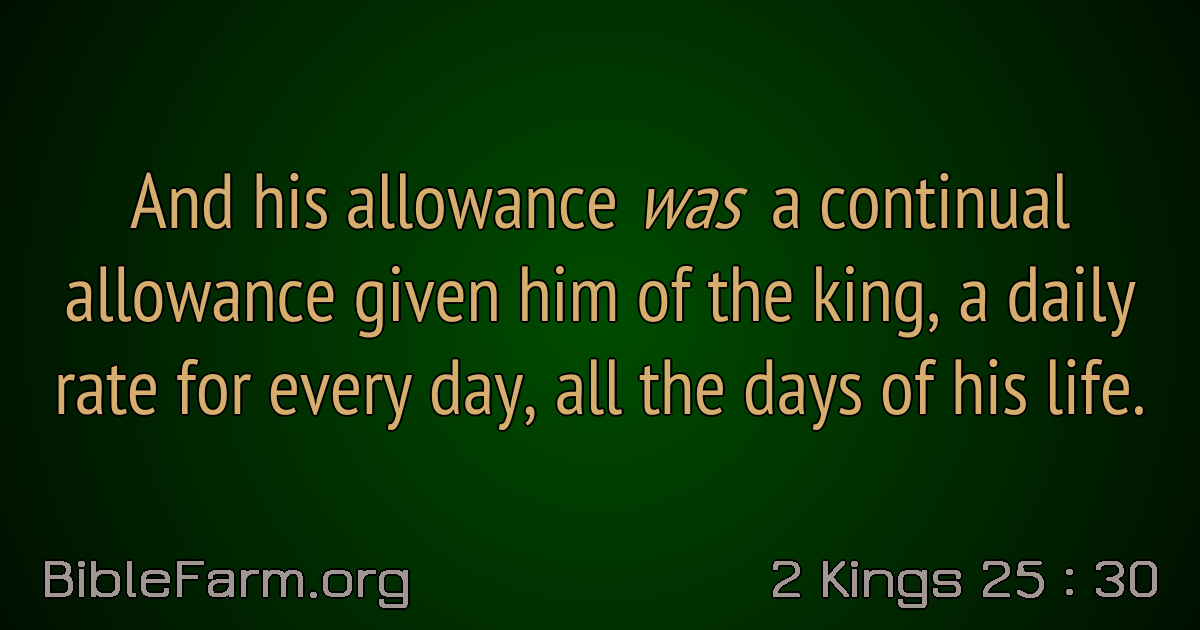 And his allowance was a continual
allowance given him of the king, a daily
rate for every day, all the days of his life.
BibleFarm.org
2 Kings 25 : 30